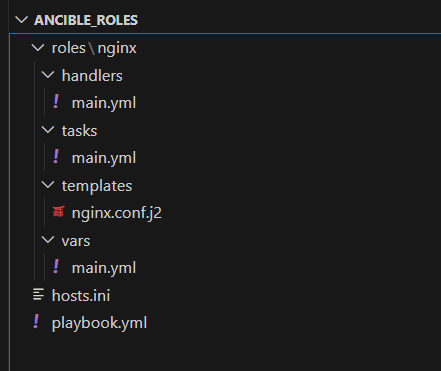 ANCIBLE_ROLES
roles\nginx
handlers
! main.yml
tasks
! main.yml
templates
nginx.conf.j2
vars
! main.yml
hosts.ini
! playbook.yml